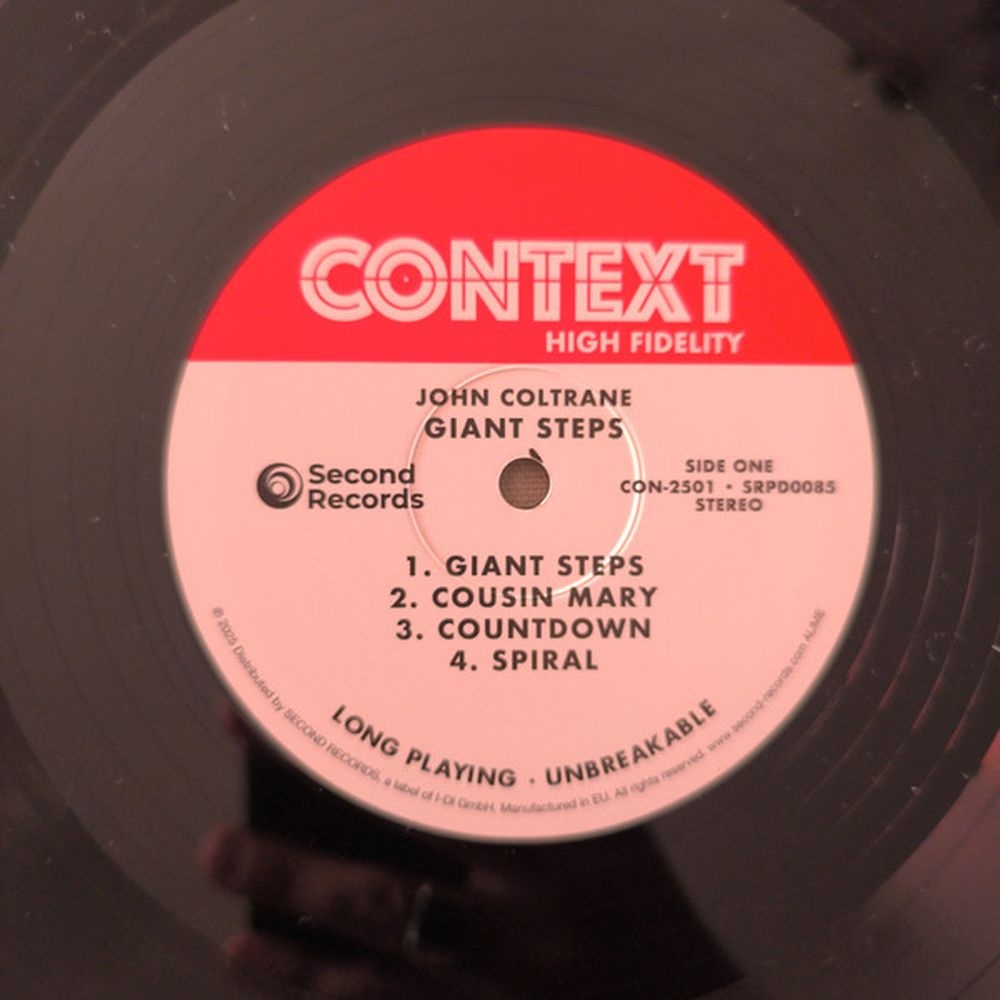 CONTEXT
HIGH FIDELITY
JOHN COLTRANE
GIANT STEPS
Second
Records
SIDE ONE
CON-2501 • SRPD0085
STEREO
1. GIANT STEPS
2. COUSIN MARY
3. COUNTDOWN
4. SPIRAL
LONG PLAYING · UNBREAKABLE
℗ 2025 Distributed by SECOND RECORDS, a label of I-DI GmbH. Manufactured in EU. All rights reserved. www.second-records.com